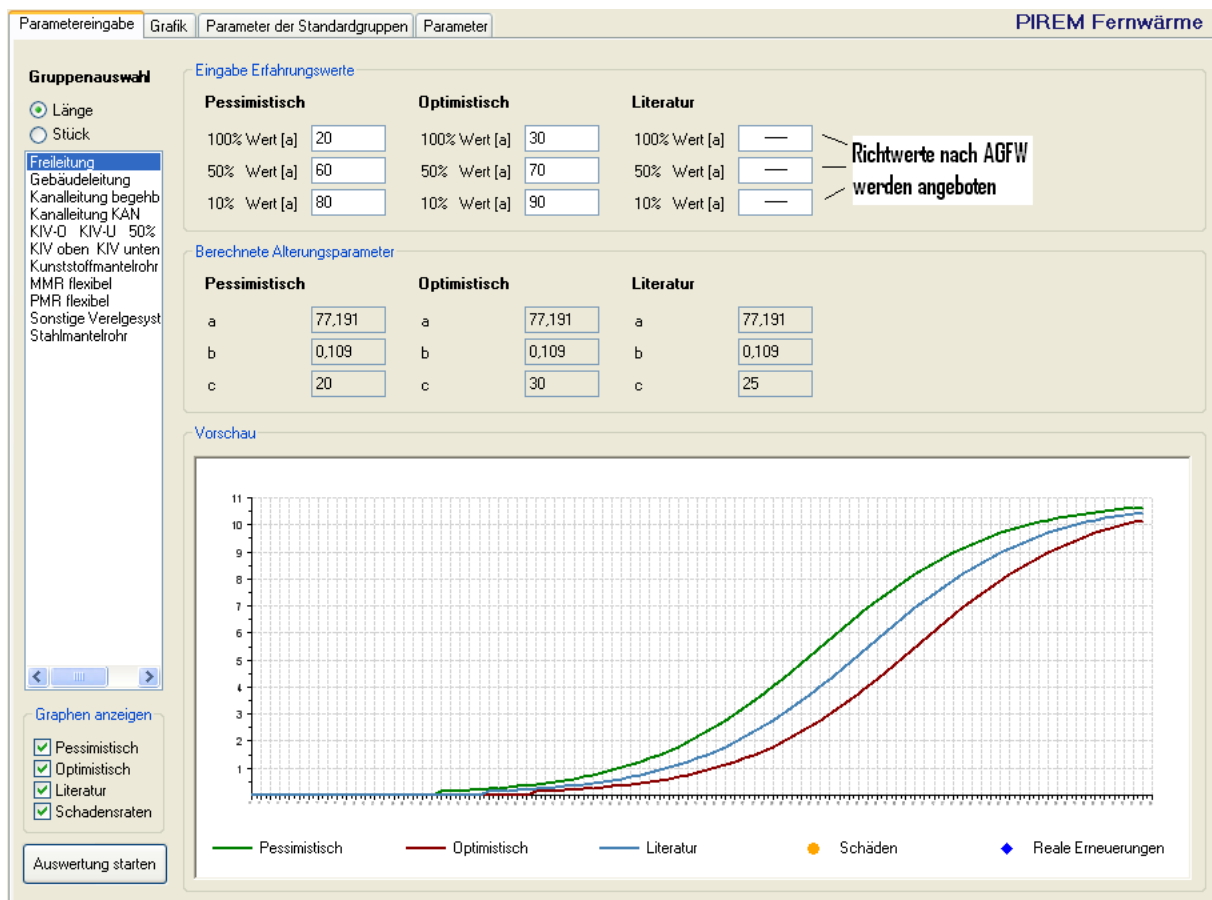 Parametereingabe Grafik Parameter der Standardgruppen Parameter PIREM Fernwärme
Gruppenauswahl
Länge
Stück
Freileitung
Gebäudeleitung
Kanalleitung begehb
Kanalleitung KAN
KIV-O KIV-U 50%
KIV oben KIV unten
Kunststoffmantelrohr
MMR flexibel
PMR flexibel
Sonstige Verelgesyst
Stahlmantelrohr
Graphen anzeigen
Pessimistisch
Optimistisch
Literatur
Schadensraten
Auswertung starten
Eingabe Erfahrungswerte
Pessimistisch Optimistisch Literatur
100% Wert [a] 20 100% Wert [a] 30 100% Wert [a] —
50% Wert [a] 60 50% Wert [a] 70 50% Wert [a] —
10% Wert [a] 80 10% Wert [a] 90 10% Wert [a] —
Richtwerte nach AGFW
werden angeboten
Berechnete Alterungsparameter
Pessimistisch Optimistisch Literatur
a 77,191 a 77,191 a 77,191
b 0,109 b 0,109 b 0,109
c 20 c 30 c 25
Vorschau
11
10
9
8
7
6
5
4
3
2
1
Pessimistisch Optimistisch Literatur Schäden Reale Erneuerungen